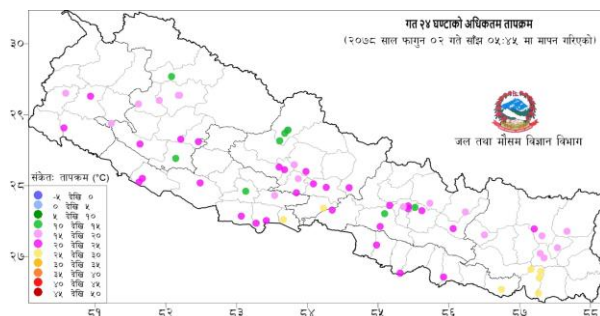 गत २४ घण्टाको अधिकतम तापक्रम
(२०७८ साल फागुन ०२ गते साँझ ०५:४५ मा मापन गरिएको)
जल तथा मौसम विज्ञान विभाग
३०
२९
२८
२७
संकेतः तापक्रम (°C)
-५ देखि ०
० देखि ५
५ देखि १०
१० देखि १५
१५ देखि २०
२० देखि २५
२५ देखि ३०
३० देखि ३५
३५ देखि ४०
४० देखि ४५
४५ देखि ५०
८१ ८२ ८३ ८४ ८५ ८६ ८७ ८८